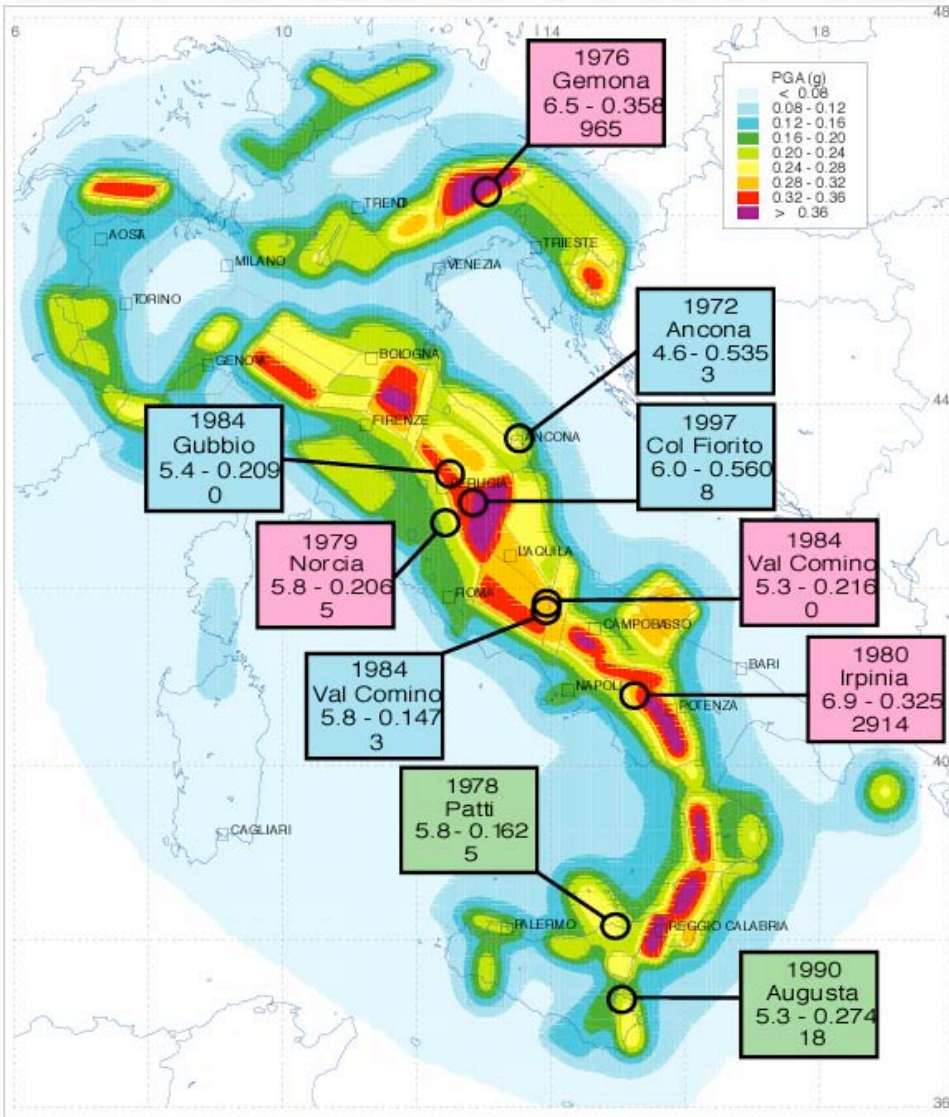 6
10
14
18
48
1976
Gemona
6.5 - 0.358
965
PGA (g)
< 0.08
0.08 - 0.12
0.12 - 0.16
0.16 - 0.20
0.20 - 0.24
0.24 - 0.28
0.28 - 0.32
0.32 - 0.36
> 0.36
TRENT
AOSTA
TRIESTE
MILANO
VENEZIA
TORINO
1972
Ancona
4.6 - 0.535
3
GENOV
BOLOGNA
44
FIRENZE
1984
Gubbio
5.4 - 0.209
0
ANCONA
1997
Col Fiorito
6.0 - 0.560
8
PERUGIA
1979
Norcia
5.8 - 0.206
5
L'AQUILA
1984
Val Comino
5.3 - 0.216
0
ROMA
CAMPOBASSO
1984
Val Comino
5.8 - 0.147
3
BARI
1980
Irpinia
6.9 - 0.325
2914
NAPOLI
POTENZA
40
1978
Patti
5.8 - 0.162
5
CAGLIARI
PALERMO
REGGIO CALABRIA
1990
Augusta
5.3 - 0.274
18
36